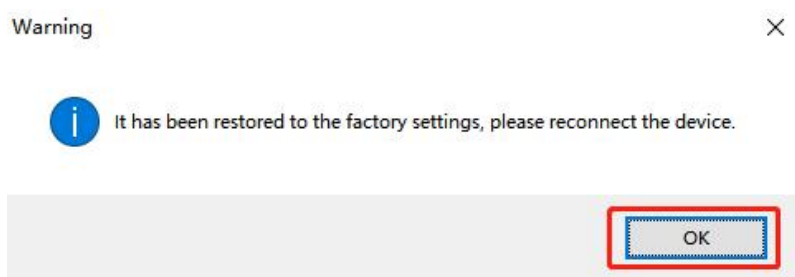 Warning
It has been restored to the factory settings, please reconnect the device.
OK